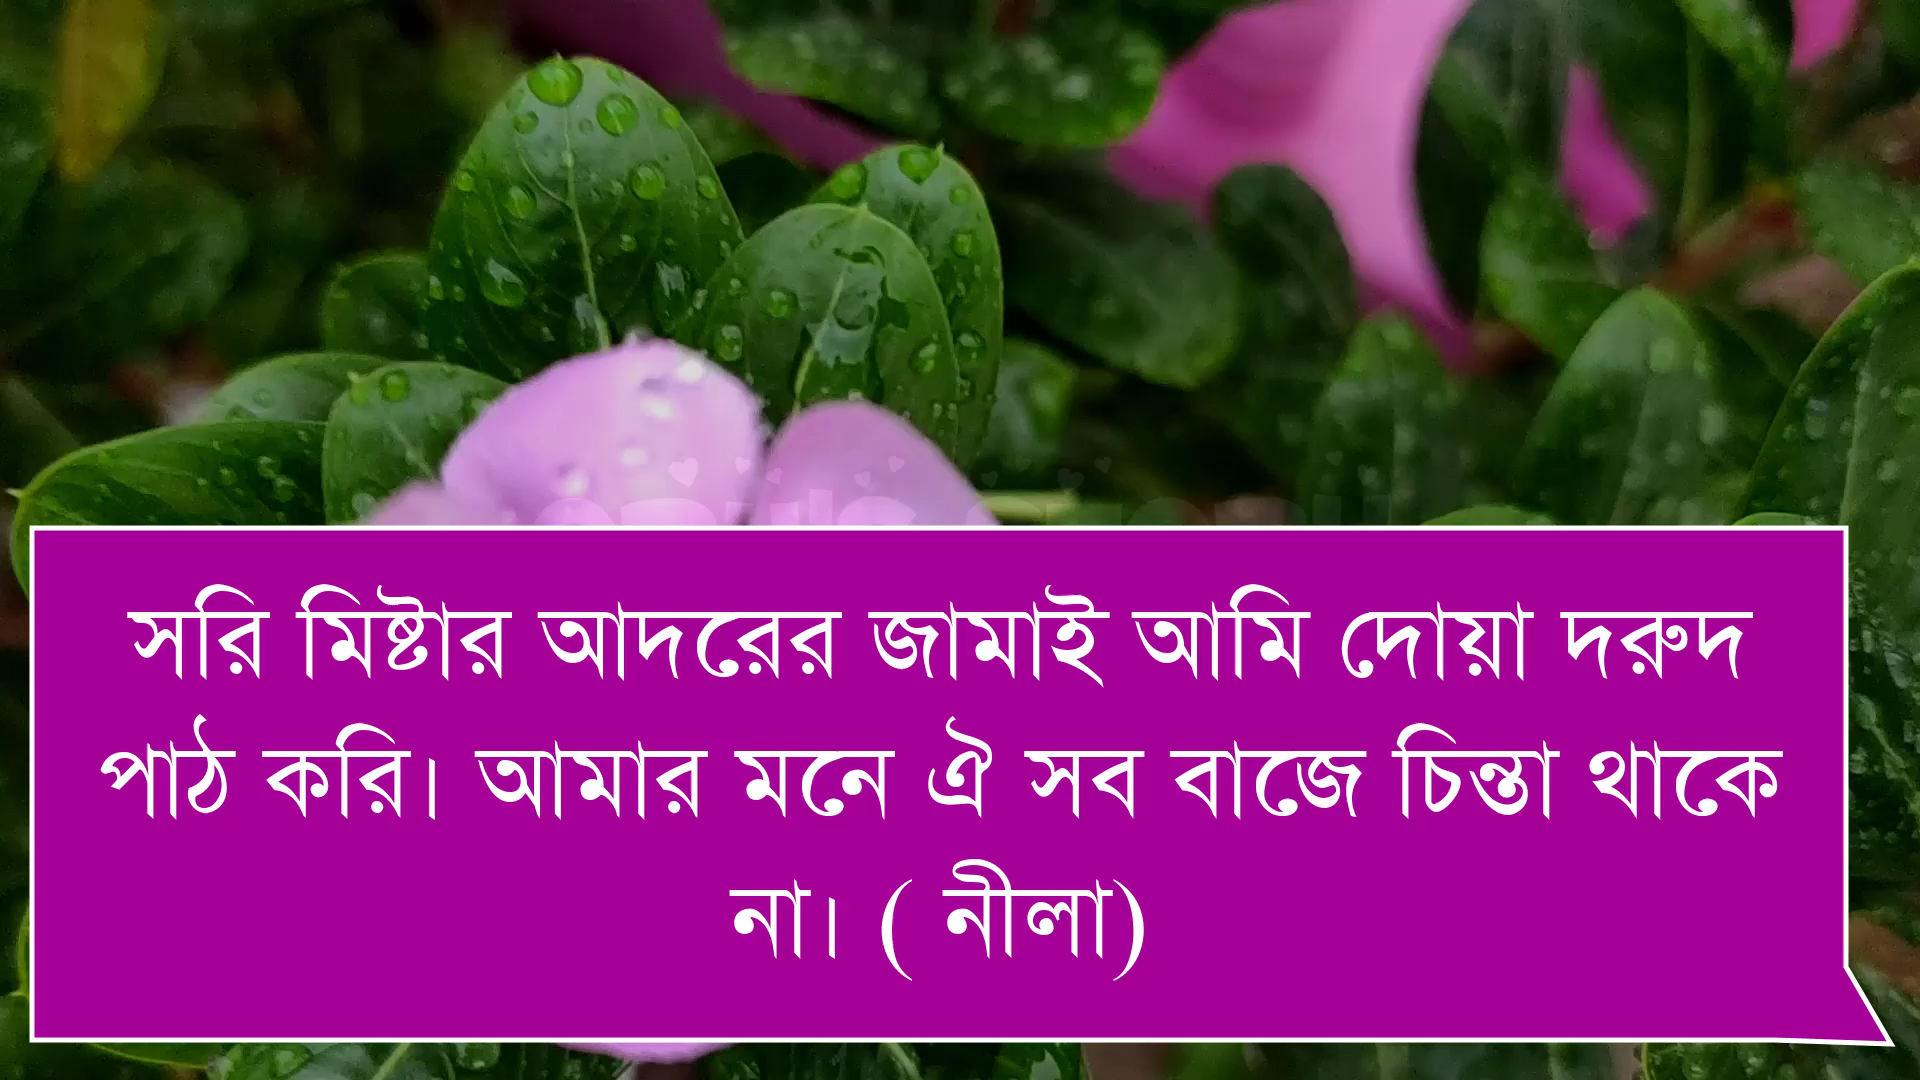 সরি মিষ্টার আদরের জামাই আমি দোয়া দরুদ
পাঠ করি। আমার মনে ঐ সব বাজে চিন্তা থাকে
না। ( নীলা)